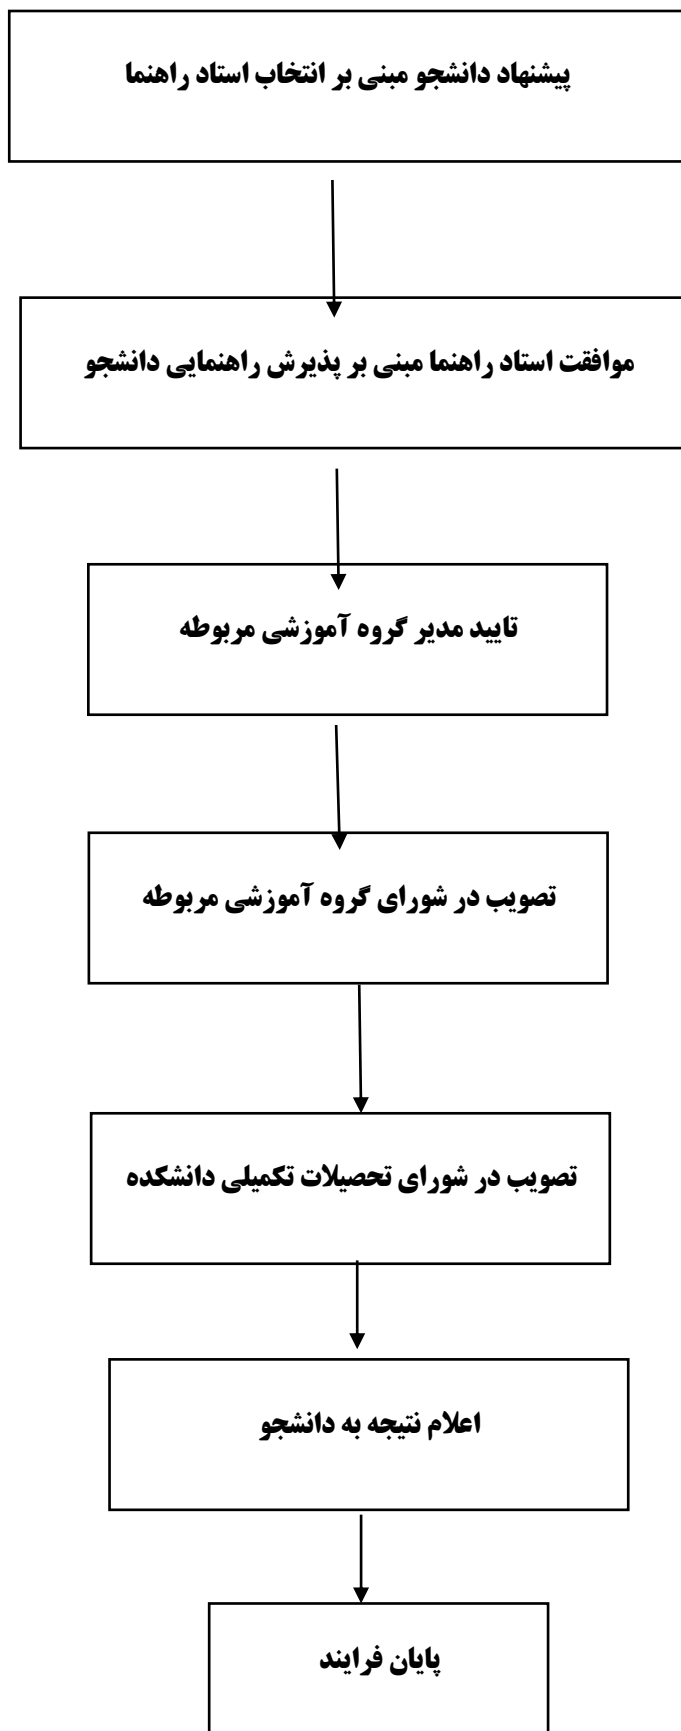 پیشنهاد دانشجو مبنی بر انتخاب استاد راهنما
موافقت استاد راهنما مبنی بر پذیرش راهنمایی دانشجو
تایید مدیر گروه آموزشی مربوطه
تصویب در شورای گروه آموزشی مربوطه
تصویب در شورای تحصیلات تکمیلی دانشکده
اعلام نتیجه به دانشجو
پایان فرایند